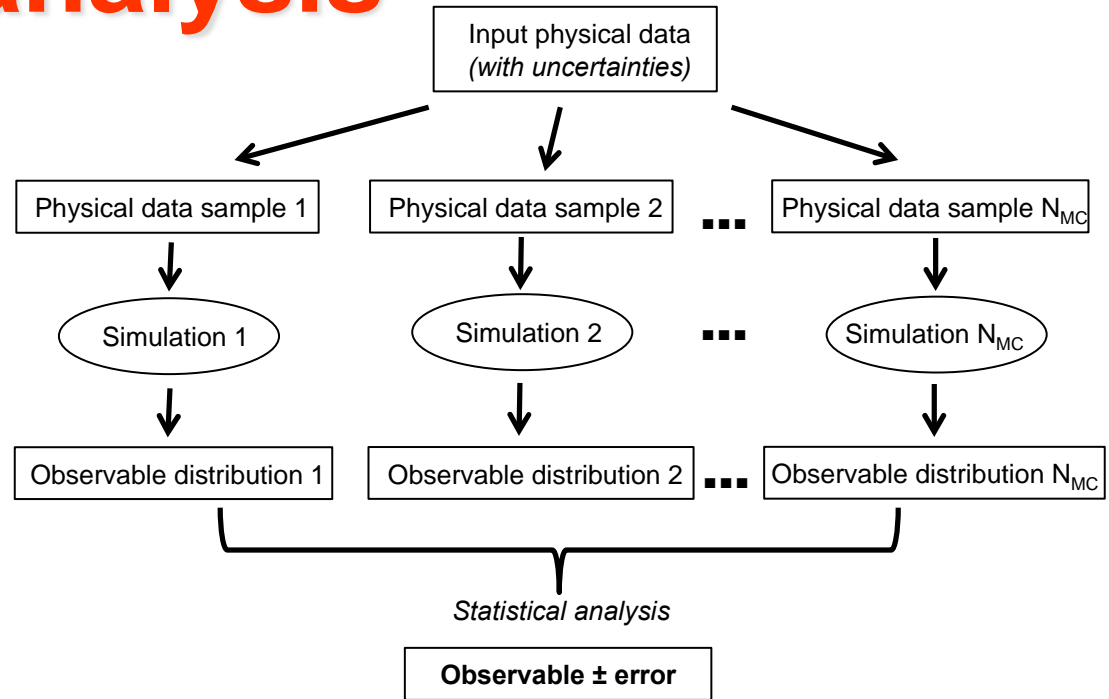 analysis
Input physical data
(with uncertainties)
Physical data sample 1
Physical data sample 2
...
Physical data sample N_MC
Simulation 1
Simulation 2
...
Simulation N_MC
Observable distribution 1
Observable distribution 2
...
Observable distribution N_MC
Statistical analysis
Observable ± error